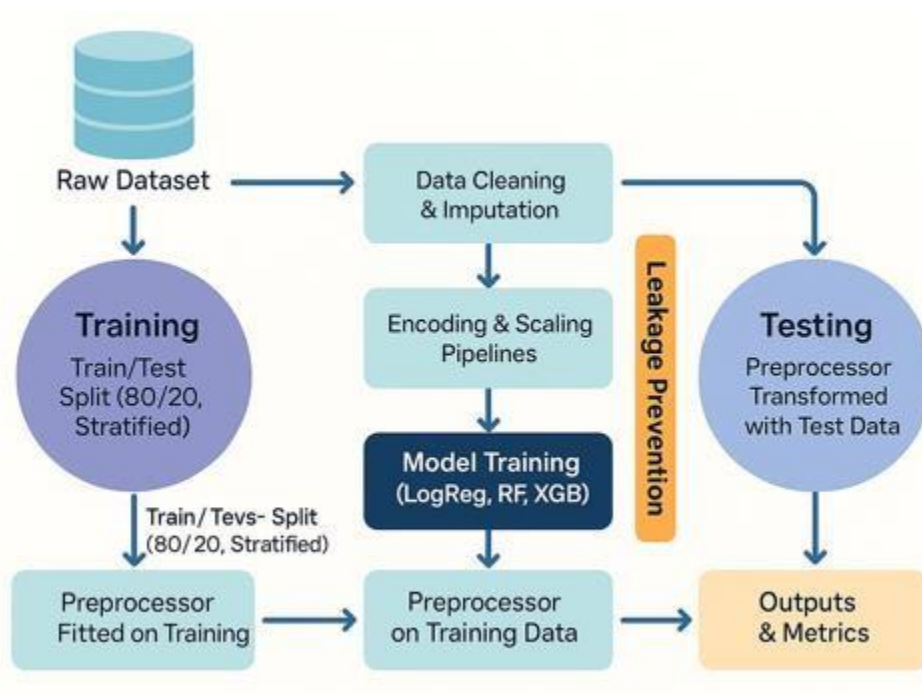 Raw Dataset
Data Cleaning
& Imputation
Training
Train/Test
Split (80/20,
Stratified)
Encoding & Scaling
Pipelines
Leakage Prevention
Testing
Preprocessor
Transformed
with Test Data
Model Training
(LogReg, RF, XGB)
Train/Tevs- Split
(80/20, Stratified)
Preprocessor
Fitted on Training
Preprocessor
on Training Data
Outputs
& Metrics